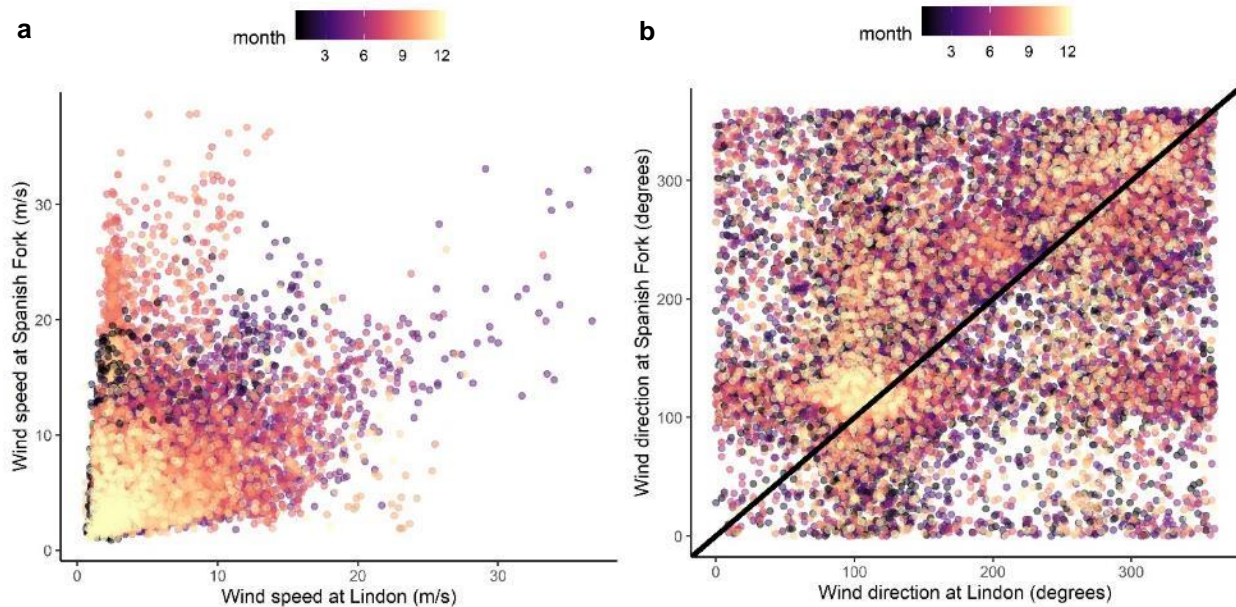 a
month
3 6 9 12
Wind speed at Spanish Fork (m/s)
30
20
10
0
0 10 20 30
Wind speed at Lindon (m/s)
b
month
3 6 9 12
Wind direction at Spanish Fork (degrees)
300
200
100
0
0 100 200 300
Wind direction at Lindon (degrees)